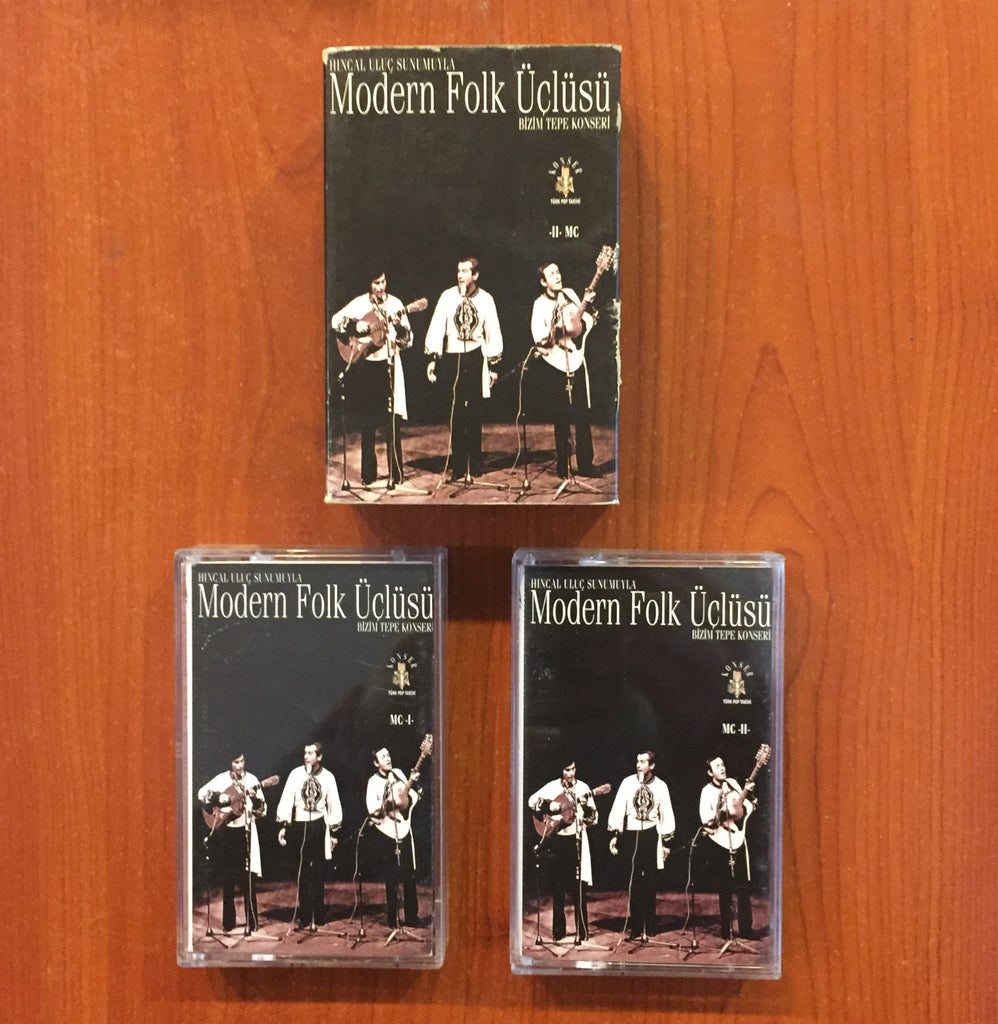 HINCAL ULUÇ SUNUMUYLA
Modern Folk Üçlüsü
BİZİM TEPE KONSERİ
KONSER
TÜRK POP TARİHİ
-II- MC
HINCAL ULUÇ SUNUMUYLA
Modern Folk Üçlüsü
BİZİM TEPE KONSERİ
KONSER
TÜRK POP TARİHİ
MC -I-
HINCAL ULUÇ SUNUMUYLA
Modern Folk Üçlüsü
BİZİM TEPE KONSERİ
KONSER
TÜRK POP TARİHİ
MC -II-